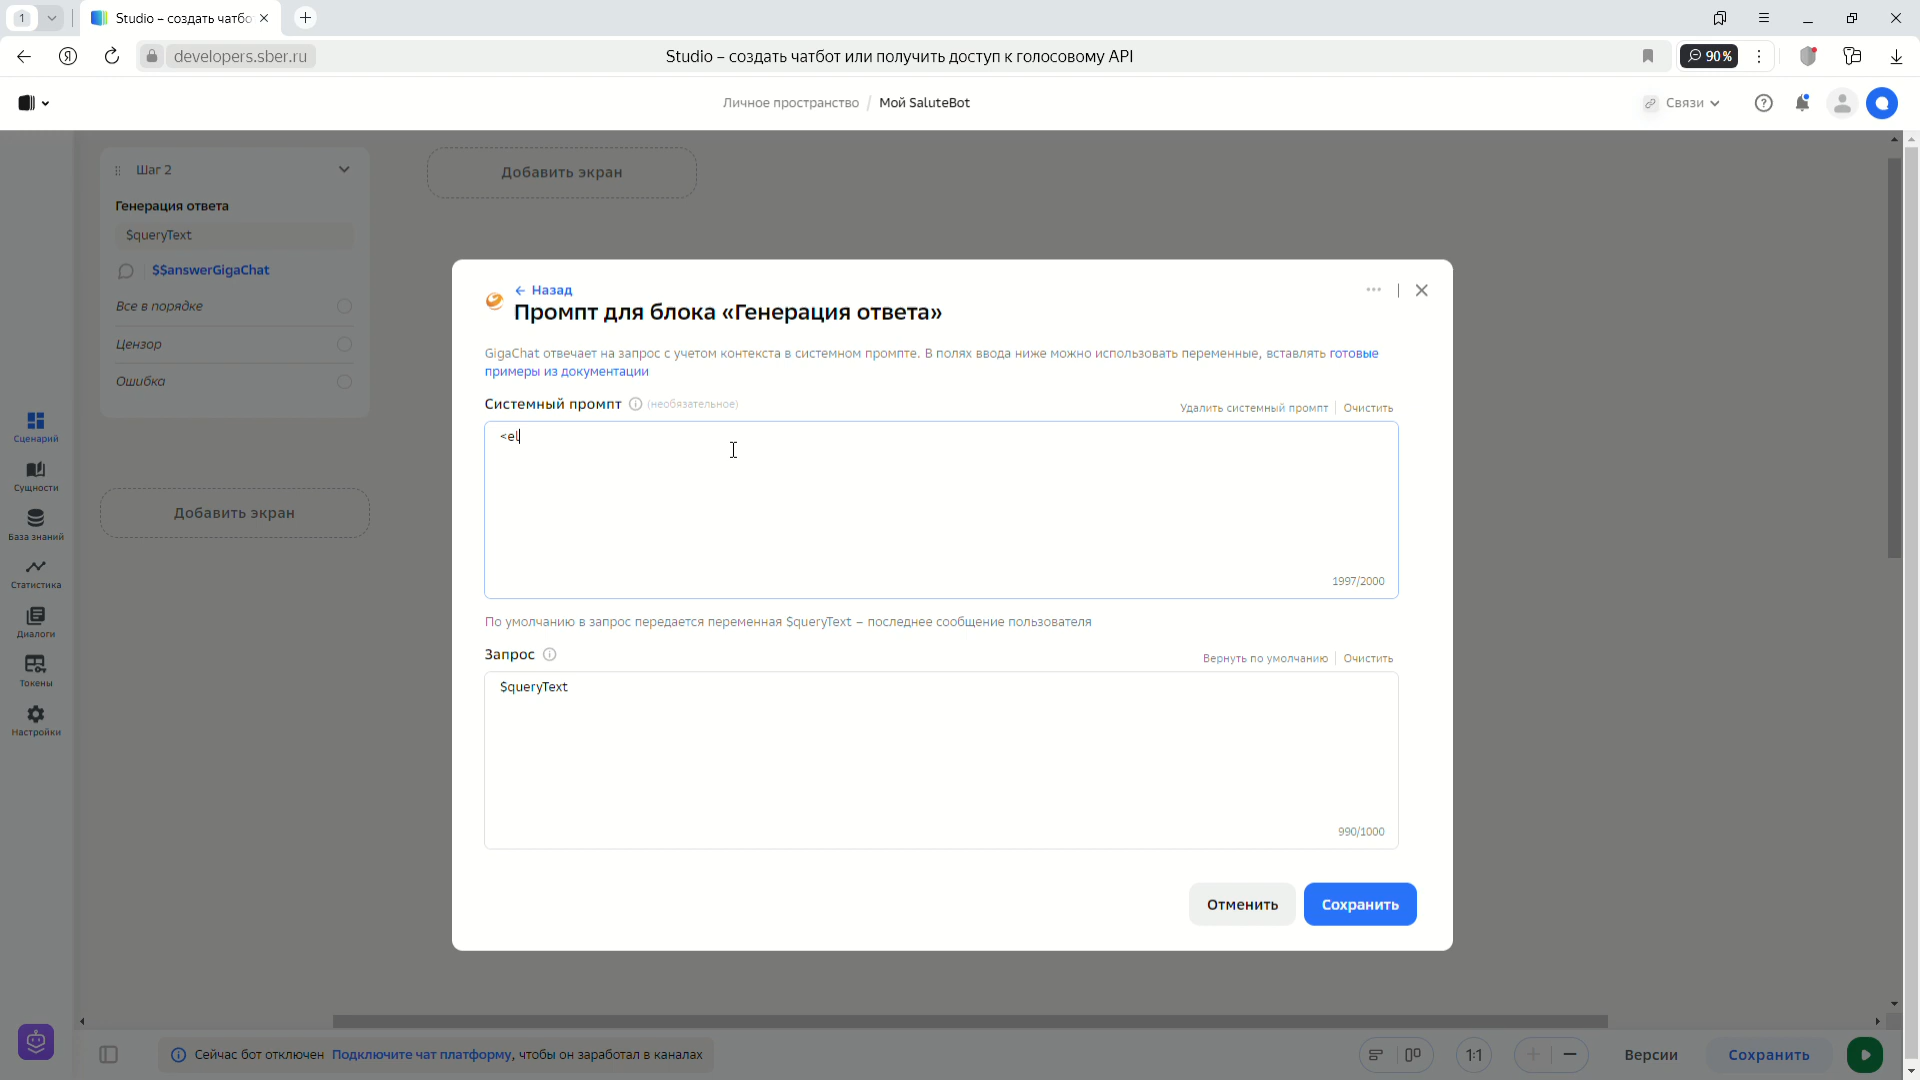 1
Studio – создать чатбо
developers.sber.ru
Studio – создать чатбот или получить доступ к голосовому API
90%
Личное пространство / Мой SaluteBot
Связи
Шаг 2
Добавить экран
Генерация ответа
$queryText
$$answerGigaChat
Все в порядке
Цензор
Ошибка
Добавить экран
Сценарий
Сущности
База знаний
Статистика
Диалоги
Токены
Настройки
← Назад
Промпт для блока «Генерация ответа»
GigaChat отвечает на запрос с учетом контекста в системном промпте. В полях ввода ниже можно использовать переменные, вставлять готовые
примеры из документации
Системный промпт (необязательное)
Удалить системный промпт | Очистить
<el
1997/2000
По умолчанию в запрос передается переменная $queryText – последнее сообщение пользователя
Запрос
Вернуть по умолчанию | Очистить
$queryText
990/1000
Отменить
Сохранить
Сейчас бот отключен Подключите чат платформу, чтобы он заработал в каналах
1:1
Версии
Сохранить